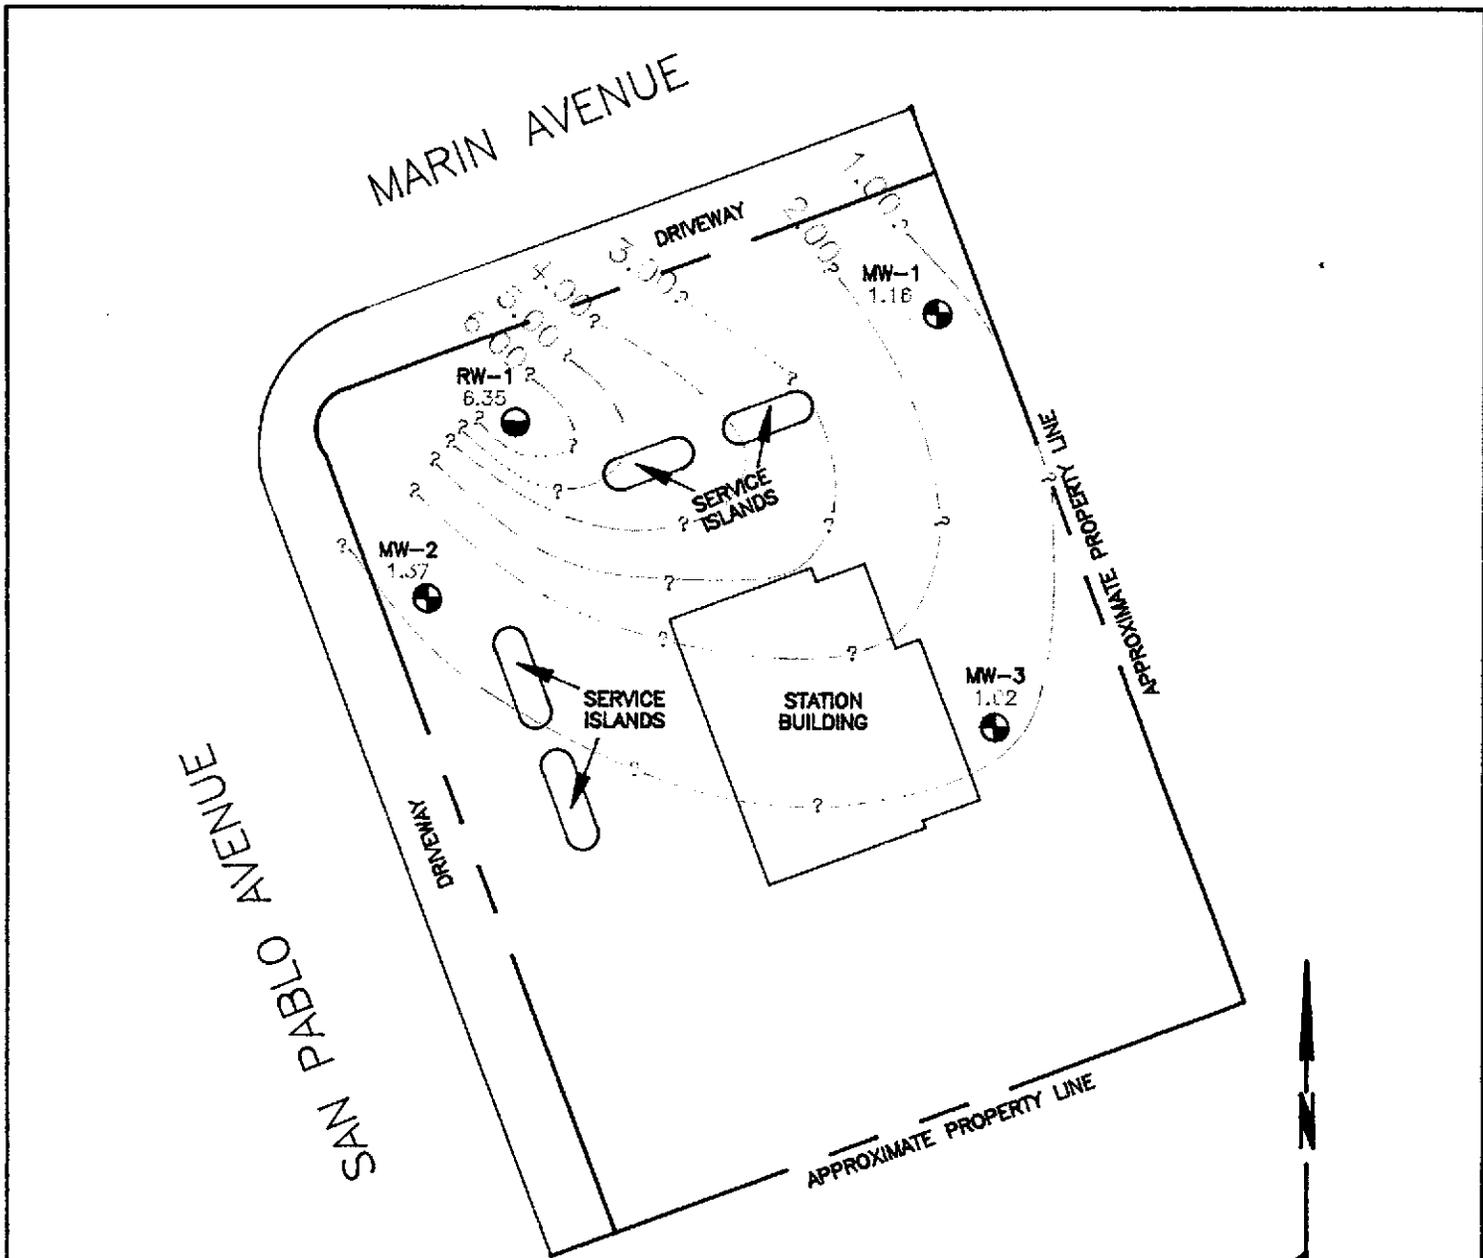 MARIN AVENUE
1.00?
2.00?
DRIVEWAY
3.00?
MW-1
4.00?
5.00
6.00
RW-1
6.35
?
?
?
?
?
?
?
?
?
?
?
?
SERVICE
ISLANDS
?
?
?
?
APPROXIMATE PROPERTY LINE
?
MW-2
?
?
?
MW-3
SERVICE
ISLANDS
STATION
BUILDING
?
?
DRIVEWAY
SAN PABLO AVENUE
APPROXIMATE PROPERTY LINE
N